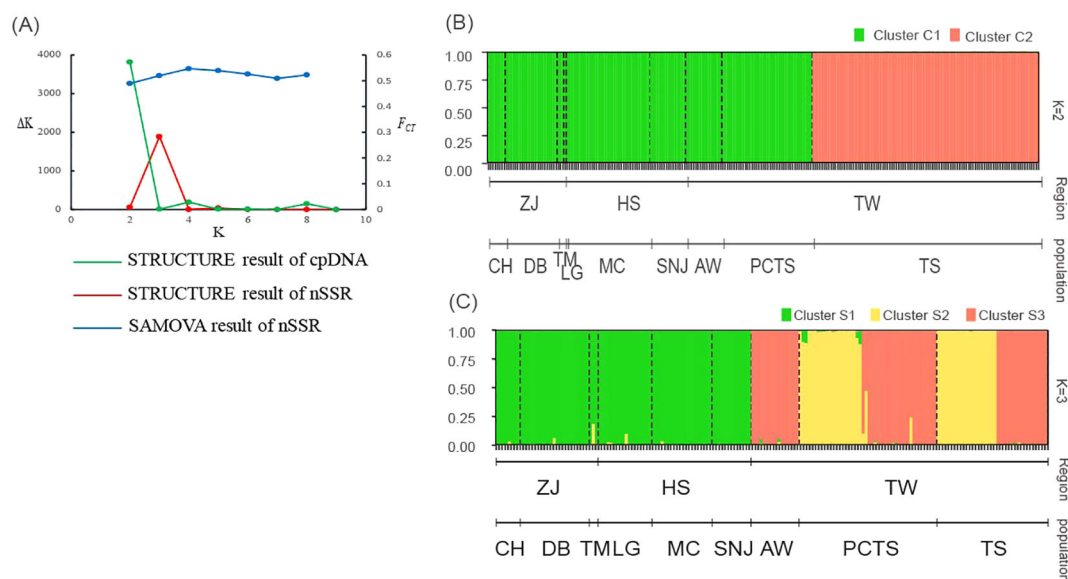 (A)
4000
3000
2000
1000
0
ΔK
0.6
0.5
0.4
0.3
0.2
0.1
0
F_CT
0 2 4 6 8 10
K
STRUCTURE result of cpDNA
STRUCTURE result of nSSR
SAMOVA result of nSSR
(B)
Cluster C1 Cluster C2
1.00
0.75
0.50
0.25
0.00
K=2
Region
ZJ HS TW
population
CH DB TM LG MC SNJ AW PCTS TS
(C)
Cluster S1 Cluster S2 Cluster S3
1.00
0.75
0.50
0.25
0.00
K=3
Region
ZJ HS TW
population
CH DB TM LG MC SNJ AW PCTS TS